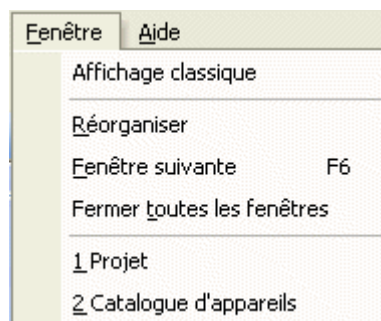 Fenêtre Aide
Affichage classique
Réorganiser
Fenêtre suivante F6
Fermer toutes les fenêtres
1 Projet
2 Catalogue d'appareils